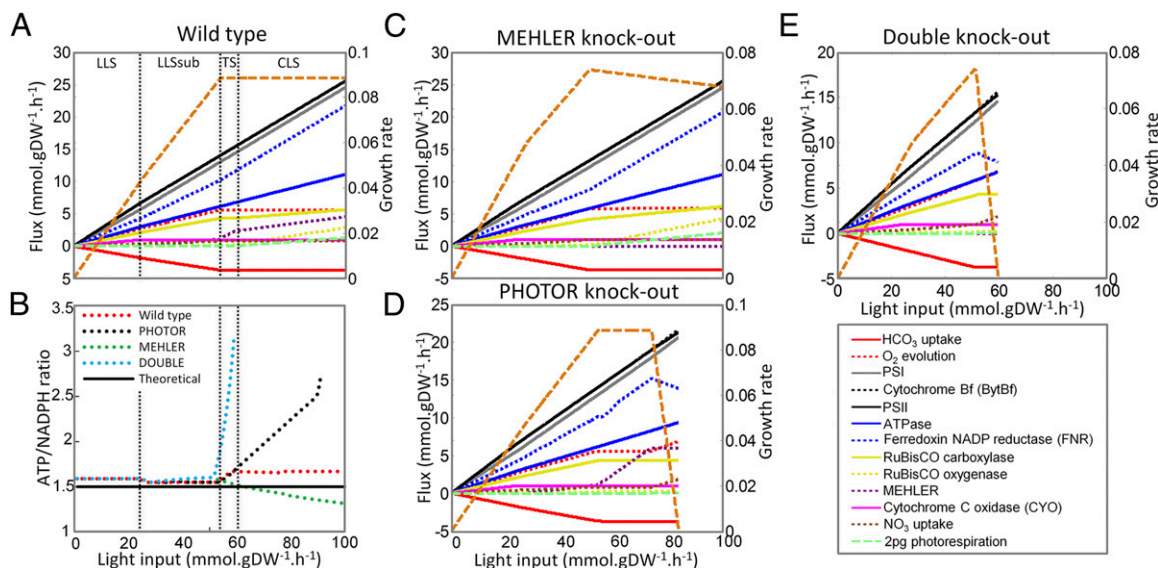 A
Wild type
Flux (mmol.gDW⁻¹.h⁻¹)
30
25
20
15
10
5
0
5
LLS
LLSsub
TS
CLS
0.1
0.08
0.06
0.04
0.02
0
Growth rate
B
ATP/NADPH ratio
3.5
3
2.5
2
1.5
1
Wild type
PHOTOR
MEHLER
DOUBLE
Theoretical
0 20 40 60 80 100
Light input (mmol.gDW⁻¹.h⁻¹)
C
MEHLER knock-out
Flux (mmol.gDW⁻¹.h⁻¹)
30
25
20
15
10
5
0
-5
0.08
0.07
0.06
0.05
0.04
0.03
0.02
0.01
0
Growth rate
D
PHOTOR knock-out
Flux (mmol.gDW⁻¹.h⁻¹)
25
20
15
10
5
0
-5
0.1
0.08
0.06
0.04
0.02
0
Growth rate
0 20 40 60 80 100
Light input (mmol.gDW⁻¹.h⁻¹)
E
Double knock-out
Flux (mmol.gDW⁻¹.h⁻¹)
20
15
10
5
0
-5
0.08
0.06
0.04
0.02
0
Growth rate
0 20 40 60 80 100
Light input (mmol.gDW⁻¹.h⁻¹)
HCO₃ uptake
O₂ evolution
PSI
Cytochrome Bf (BytBf)
PSII
ATPase
Ferredoxin NADP reductase (FNR)
RuBisCO carboxylase
RuBisCO oxygenase
MEHLER
Cytochrome C oxidase (CYO)
NO₃ uptake
2pg photorespiration